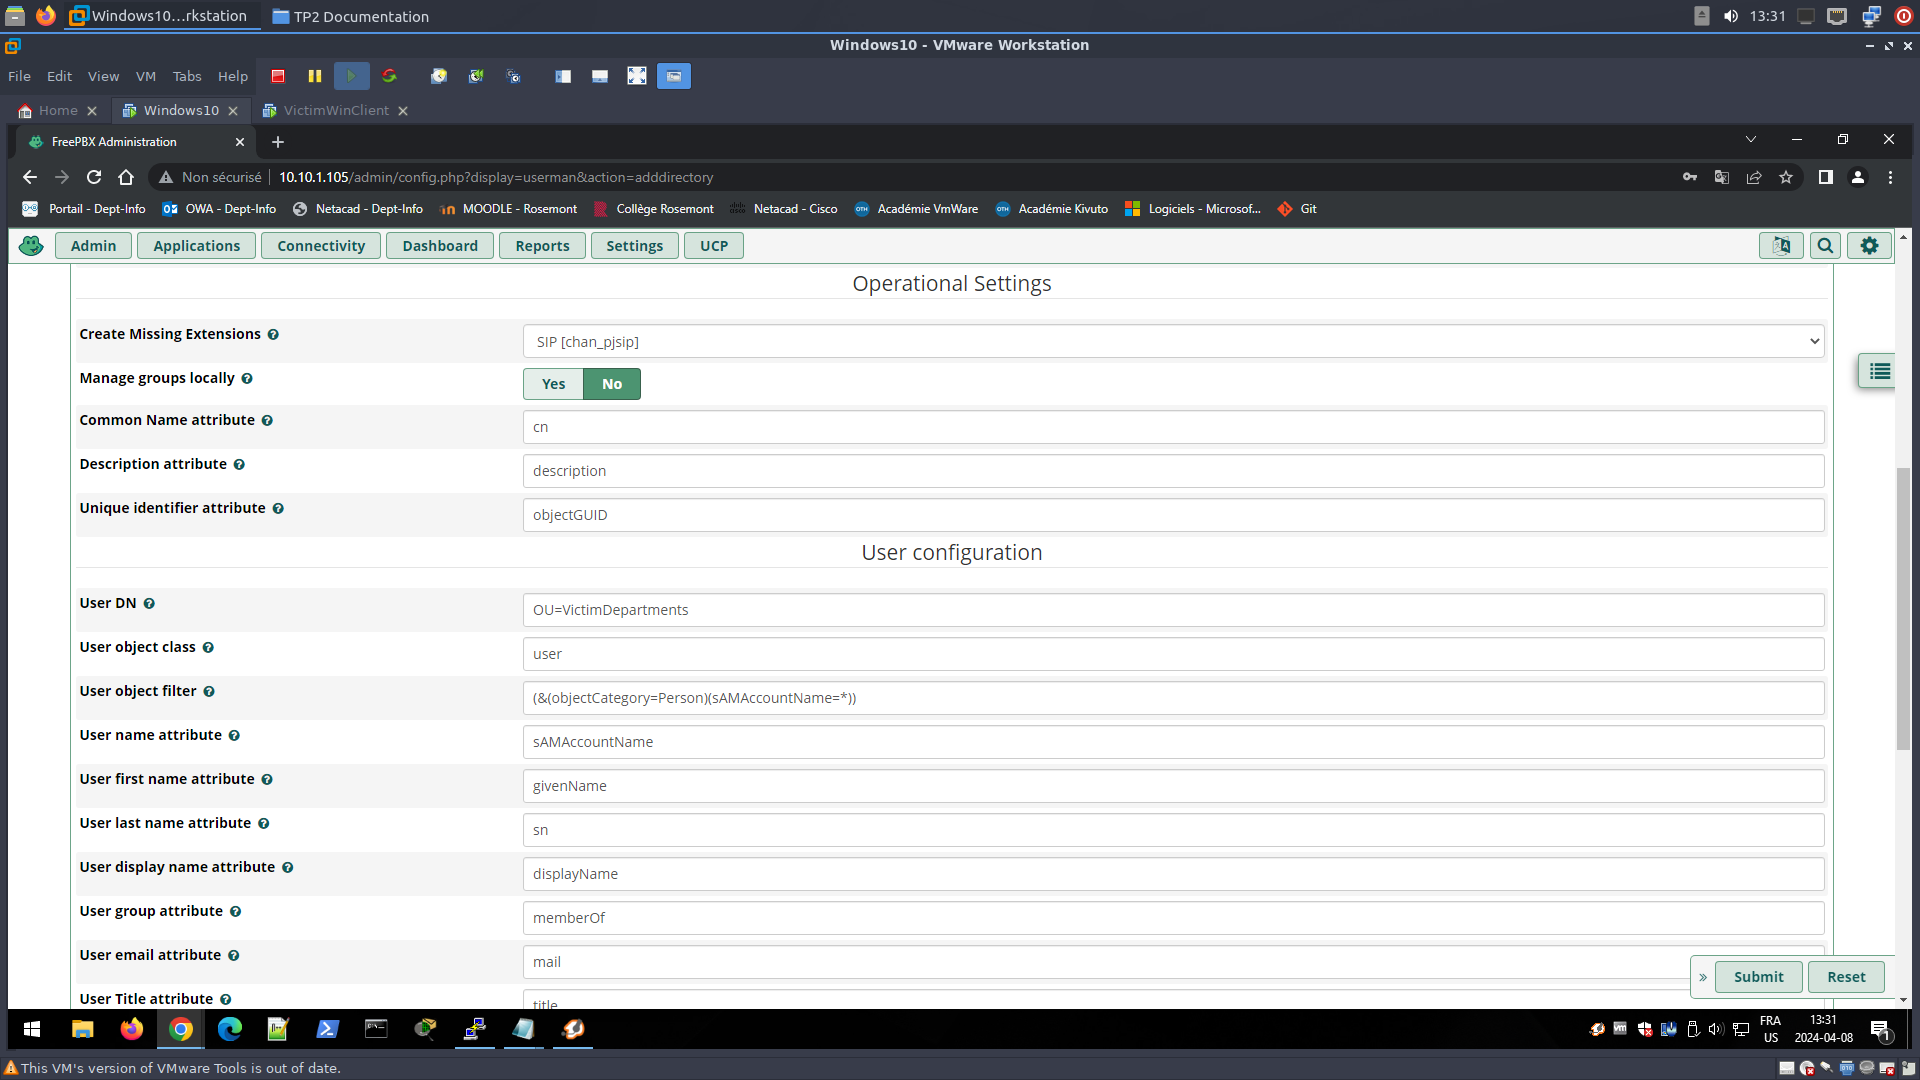 Windows10...rkstation
TP2 Documentation
13:31
Windows10 - VMware Workstation
File Edit View VM Tabs Help
Home
Windows10
VictimWinClient
FreePBX Administration
Non sécurisé
10.10.1.105/admin/config.php?display=userman&action=adddirectory
Portail - Dept-Info
OWA - Dept-Info
Netacad - Dept-Info
MOODLE - Rosemont
Collège Rosemont
Netacad - Cisco
Académie VmWare
Académie Kivuto
Logiciels - Microsof...
Git
Admin
Applications
Connectivity
Dashboard
Reports
Settings
UCP
Operational Settings
Create Missing Extensions
SIP [chan_pjsip]
Manage groups locally
Yes No
Common Name attribute
cn
Description attribute
description
Unique identifier attribute
objectGUID
User configuration
User DN
OU=VictimDepartments
User object class
user
User object filter
(&(objectCategory=Person)(sAMAccountName=*))
User name attribute
sAMAccountName
User first name attribute
givenName
User last name attribute
sn
User display name attribute
displayName
User group attribute
memberOf
User email attribute
mail
User Title attribute
title
» Submit Reset
FRA
US
13:31
2024-04-08
1
This VM's version of VMware Tools is out of date.